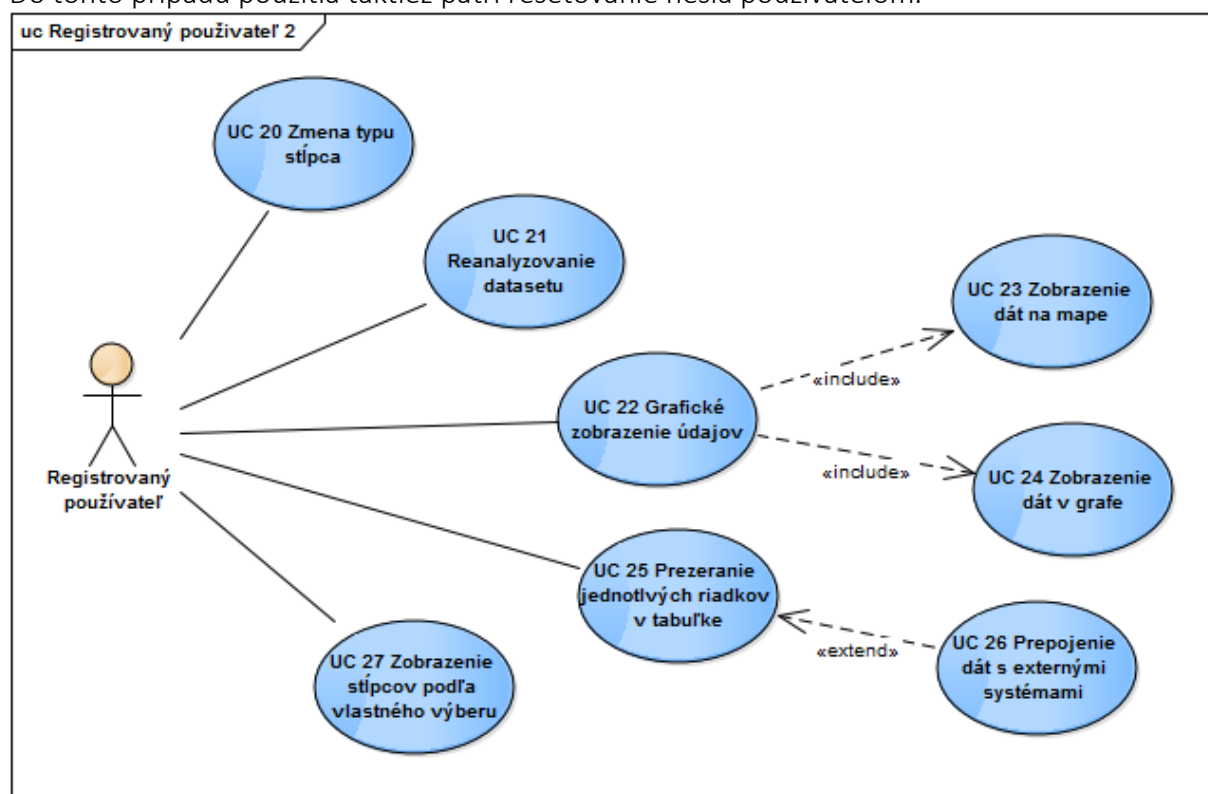 Do tohto prípadu použitia taktiež patrí resetovanie hesla používateľom.
uc Registrovaný použivateľ 2
UC 20 Zmena typu
stĺpca
UC 21
Reanalyzovanie
datasetu
UC 23 Zobrazenie
dát na mape
«include»
UC 22 Grafické
zobrazenie údajov
«include»
UC 24 Zobrazenie
dát v grafe
Registrovaný
používateľ
UC 25 Prezeranie
jednotlvých riadkov
v tabuľke
«extend»
UC 26 Prepojenie
dát s externými
systémami
UC 27 Zobrazenie
stĺpcov podľa
vlastného výberu